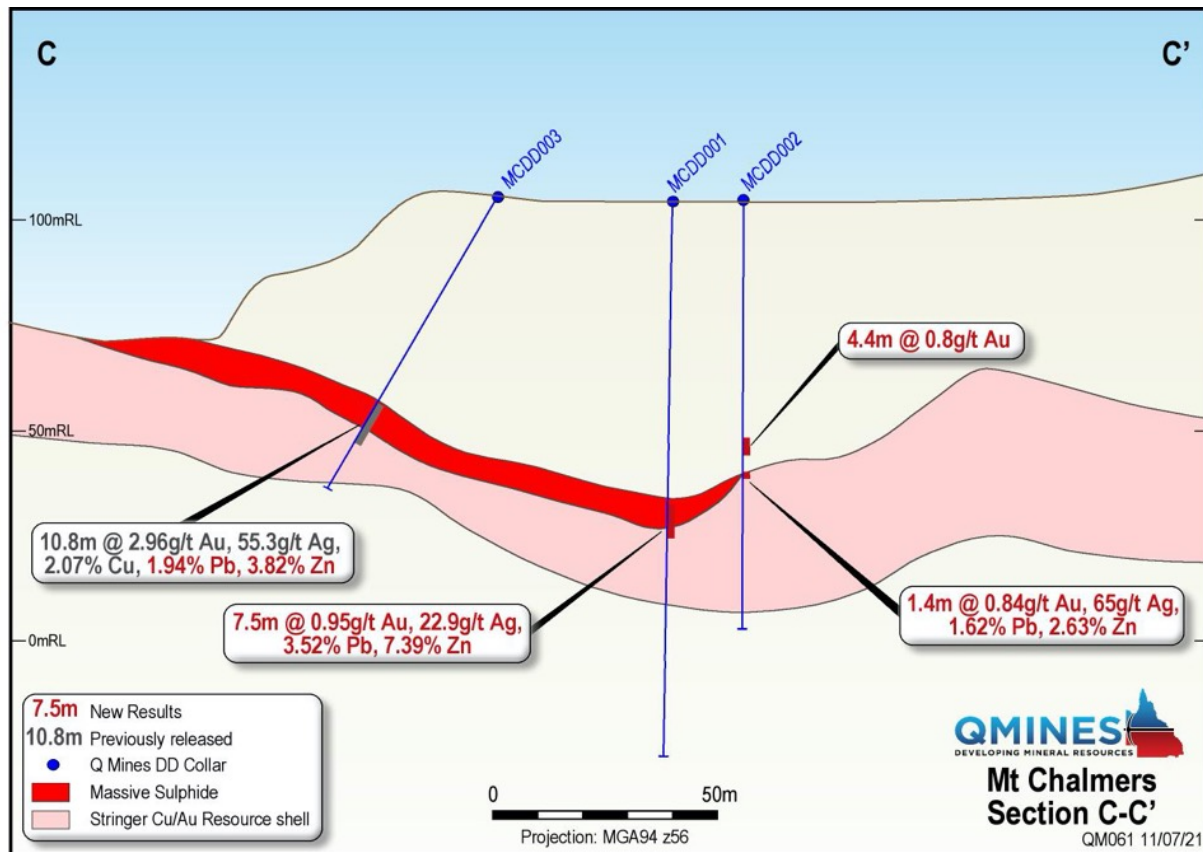 C
C'
MCDD003
MCDD001
MCDD002
100mRL
4.4m @ 0.8g/t Au
50mRL
10.8m @ 2.96g/t Au, 55.3g/t Ag,
2.07% Cu, 1.94% Pb, 3.82% Zn
7.5m @ 0.95g/t Au, 22.9g/t Ag,
3.52% Pb, 7.39% Zn
1.4m @ 0.84g/t Au, 65g/t Ag,
1.62% Pb, 2.63% Zn
0mRL
7.5m New Results
10.8m Previously released
Q Mines DD Collar
Massive Sulphide
Stringer Cu/Au Resource shell
0 50m
Projection: MGA94 z56
QMINES
DEVELOPING MINERAL RESOURCES
Mt Chalmers
Section C-C'
QM061 11/07/21